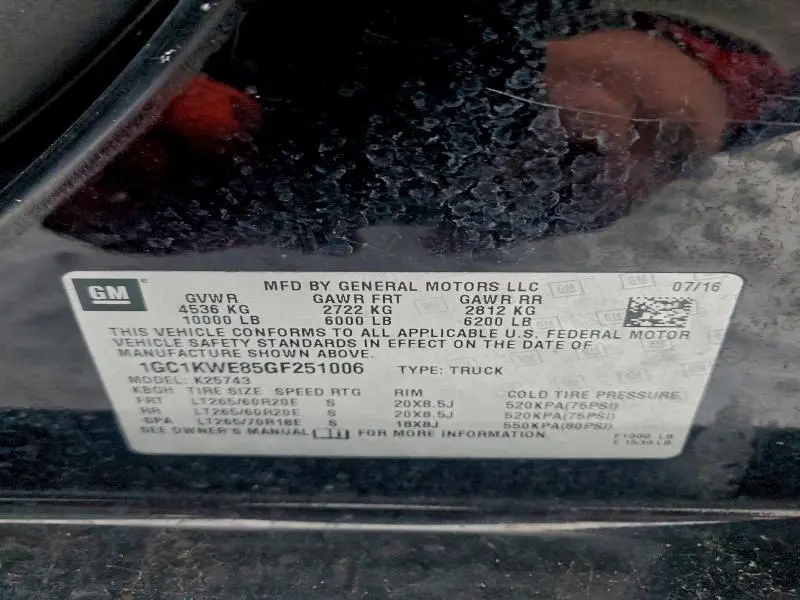 GM MFD BY GENERAL MOTORS LLC 07/16
GVWR GAWR FRT GAWR RR
4536 KG 2722 KG 2812 KG
10000 LB 6000 LB 6200 LB
THIS VEHICLE CONFORMS TO ALL APPLICABLE U.S. FEDERAL MOTOR
VEHICLE SAFETY STANDARDS IN EFFECT ON THE DATE OF
MANUFACTURE SHOWN ABOVE.
1GC1KWE85GF251006 TYPE: TRUCK
MODEL: K25743
KBGH TIRE SIZE SPEED RTG RIM COLD TIRE PRESSURE
FRT LT265/60R20E S 20X8.5J 520KPA(75PSI)
RR LT265/60R20E S 20X8.5J 520KPA(75PSI)
SPA LT265/70R18E S 18X8J 550KPA(80PSI)
SEE OWNER'S MANUAL FOR MORE INFORMATION.